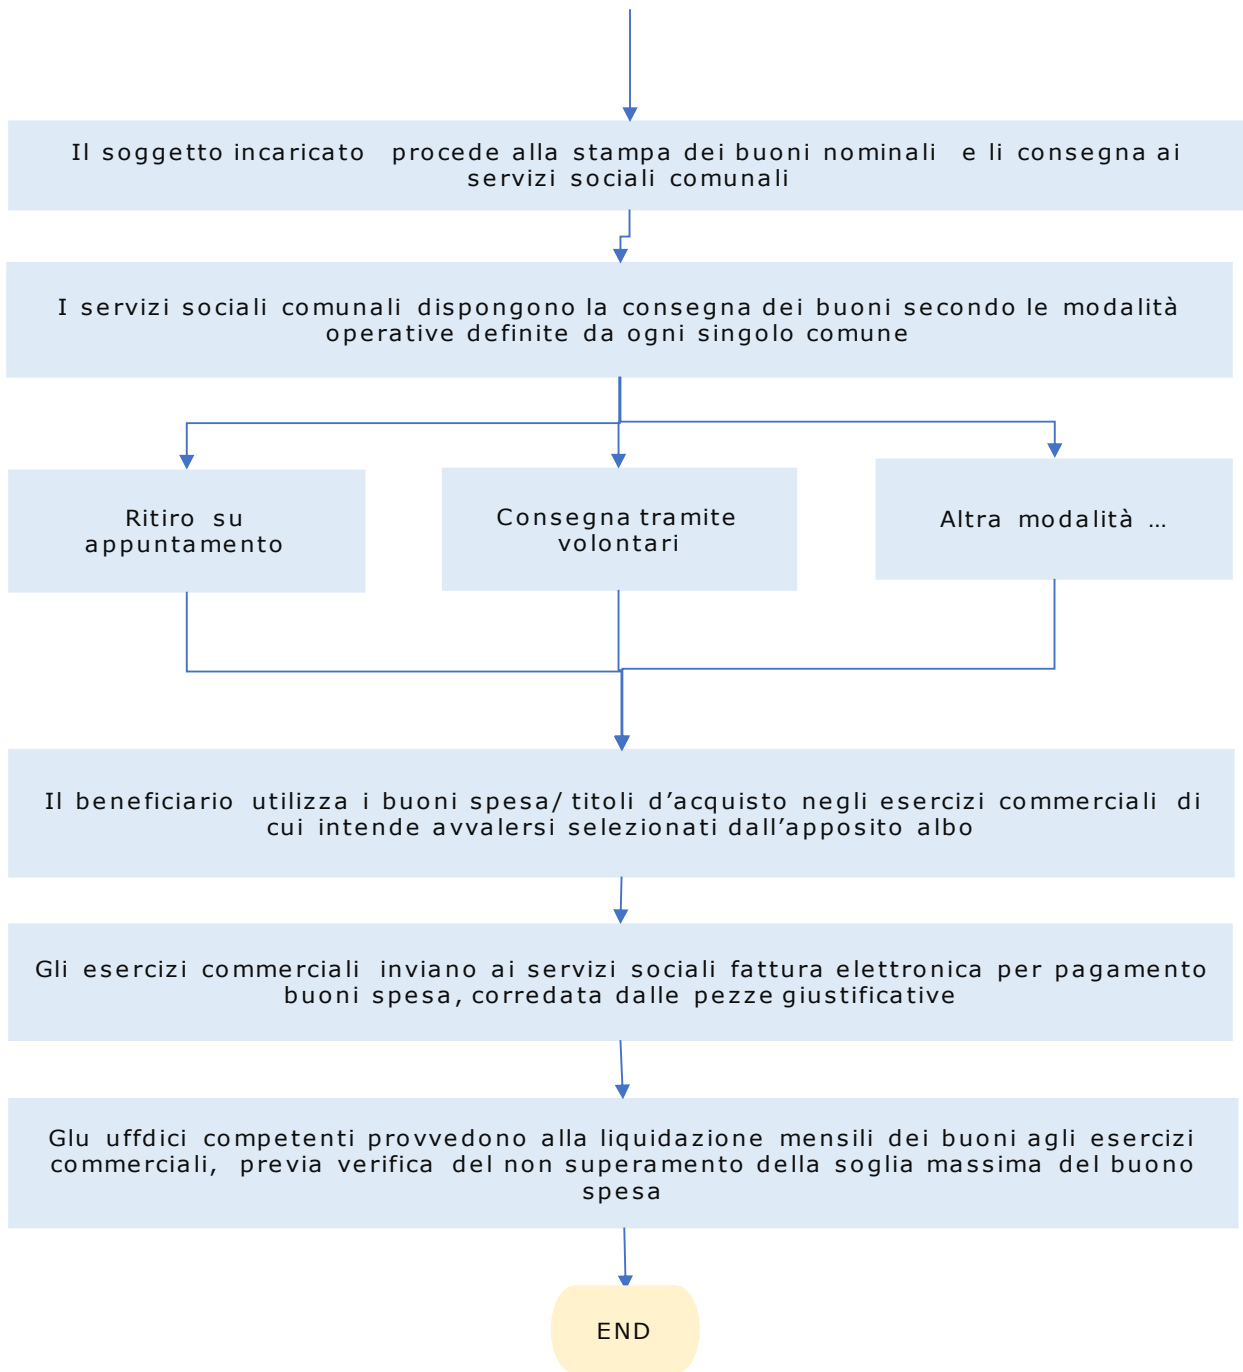 Il soggetto incaricato procede alla stampa dei buoni nominali e li consegna ai
servizi sociali comunali
I servizi sociali comunali dispongono la consegna dei buoni secondo le modalità
operative definite da ogni singolo comune
Ritiro su
appuntamento
Consegna tramite
volontari
Altra modalità …
Il beneficiario utilizza i buoni spesa/ titoli d’acquisto negli esercizi commerciali di
cui intende avvalersi selezionati dall’apposito albo
Gli esercizi commerciali inviano ai servizi sociali fattura elettronica per pagamento
buoni spesa, corredata dalle pezze giustificative
Glu uffdici competenti provvedono alla liquidazione mensili dei buoni agli esercizi
commerciali, previa verifica del non superamento della soglia massima del buono
spesa
END